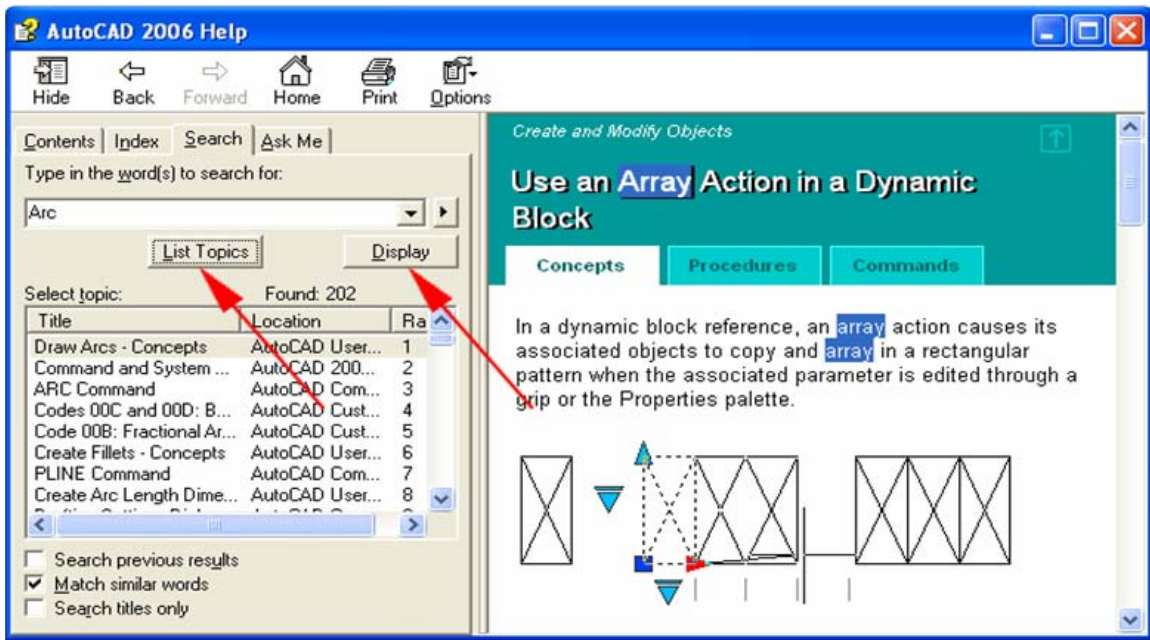 AutoCAD 2006 Help
Hide Back Forward Home Print Options
Contents Index Search Ask Me
Type in the word(s) to search for:
Arc
List Topics Display
Select topic: Found: 202
Title Location Ra
Draw Arcs - Concepts AutoCAD User... 1
Command and System ... AutoCAD 200... 2
ARC Command AutoCAD Com... 3
Codes 00C and 00D: B... AutoCAD Cust... 4
Code 00B: Fractional Ar... AutoCAD Cust... 5
Create Fillets - Concepts AutoCAD User... 6
PLINE Command AutoCAD Com... 7
Create Arc Length Dime... AutoCAD User... 8
Search previous results
Match similar words
Search titles only
Create and Modify Objects
Use an Array Action in a Dynamic
Block
Concepts Procedures Commands
In a dynamic block reference, an array action causes its
associated objects to copy and array in a rectangular
pattern when the associated parameter is edited through a
grip or the Properties palette.